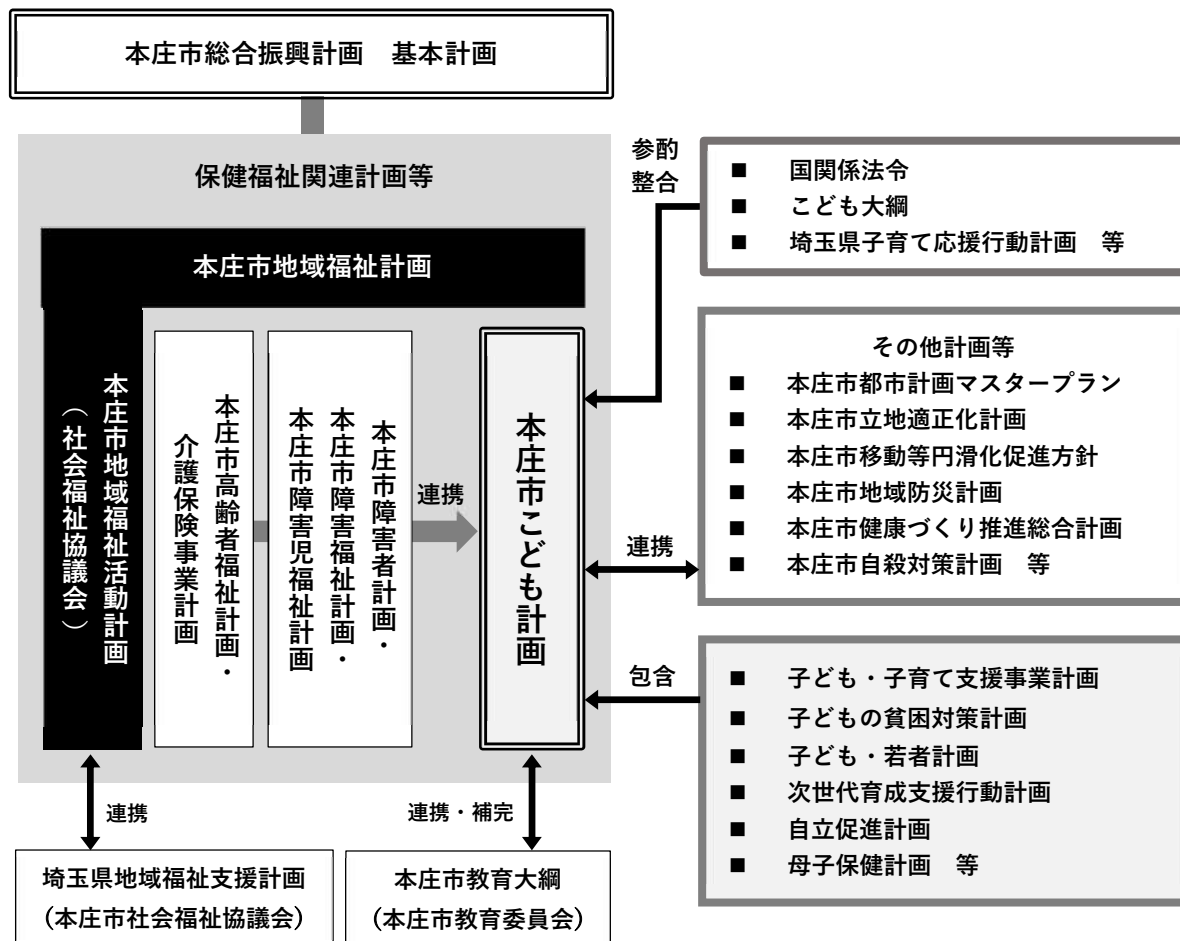 本庄市総合振興計画　基本計画
保健福祉関連計画等
本庄市地域福祉計画
本庄市地域福祉活動計画
（社会福祉協議会）
本庄市高齢者福祉計画・
介護保険事業計画
本庄市障害者計画・
本庄市障害福祉計画・
本庄市障害児福祉計画
連携
本庄市こども計画
参酌
整合
■　国関係法令
■　こども大綱
■　埼玉県子育て応援行動計画　等
連携
その他計画等
■　本庄市都市計画マスタープラン
■　本庄市立地適正化計画
■　本庄市移動等円滑化促進方針
■　本庄市地域防災計画
■　本庄市健康づくり推進総合計画
■　本庄市自殺対策計画　等
包含
■　子ども・子育て支援事業計画
■　子どもの貧困対策計画
■　子ども・若者計画
■　次世代育成支援行動計画
■　自立促進計画
■　母子保健計画　等
連携
埼玉県地域福祉支援計画
（本庄市社会福祉協議会）
連携・補完
本庄市教育大綱
（本庄市教育委員会）